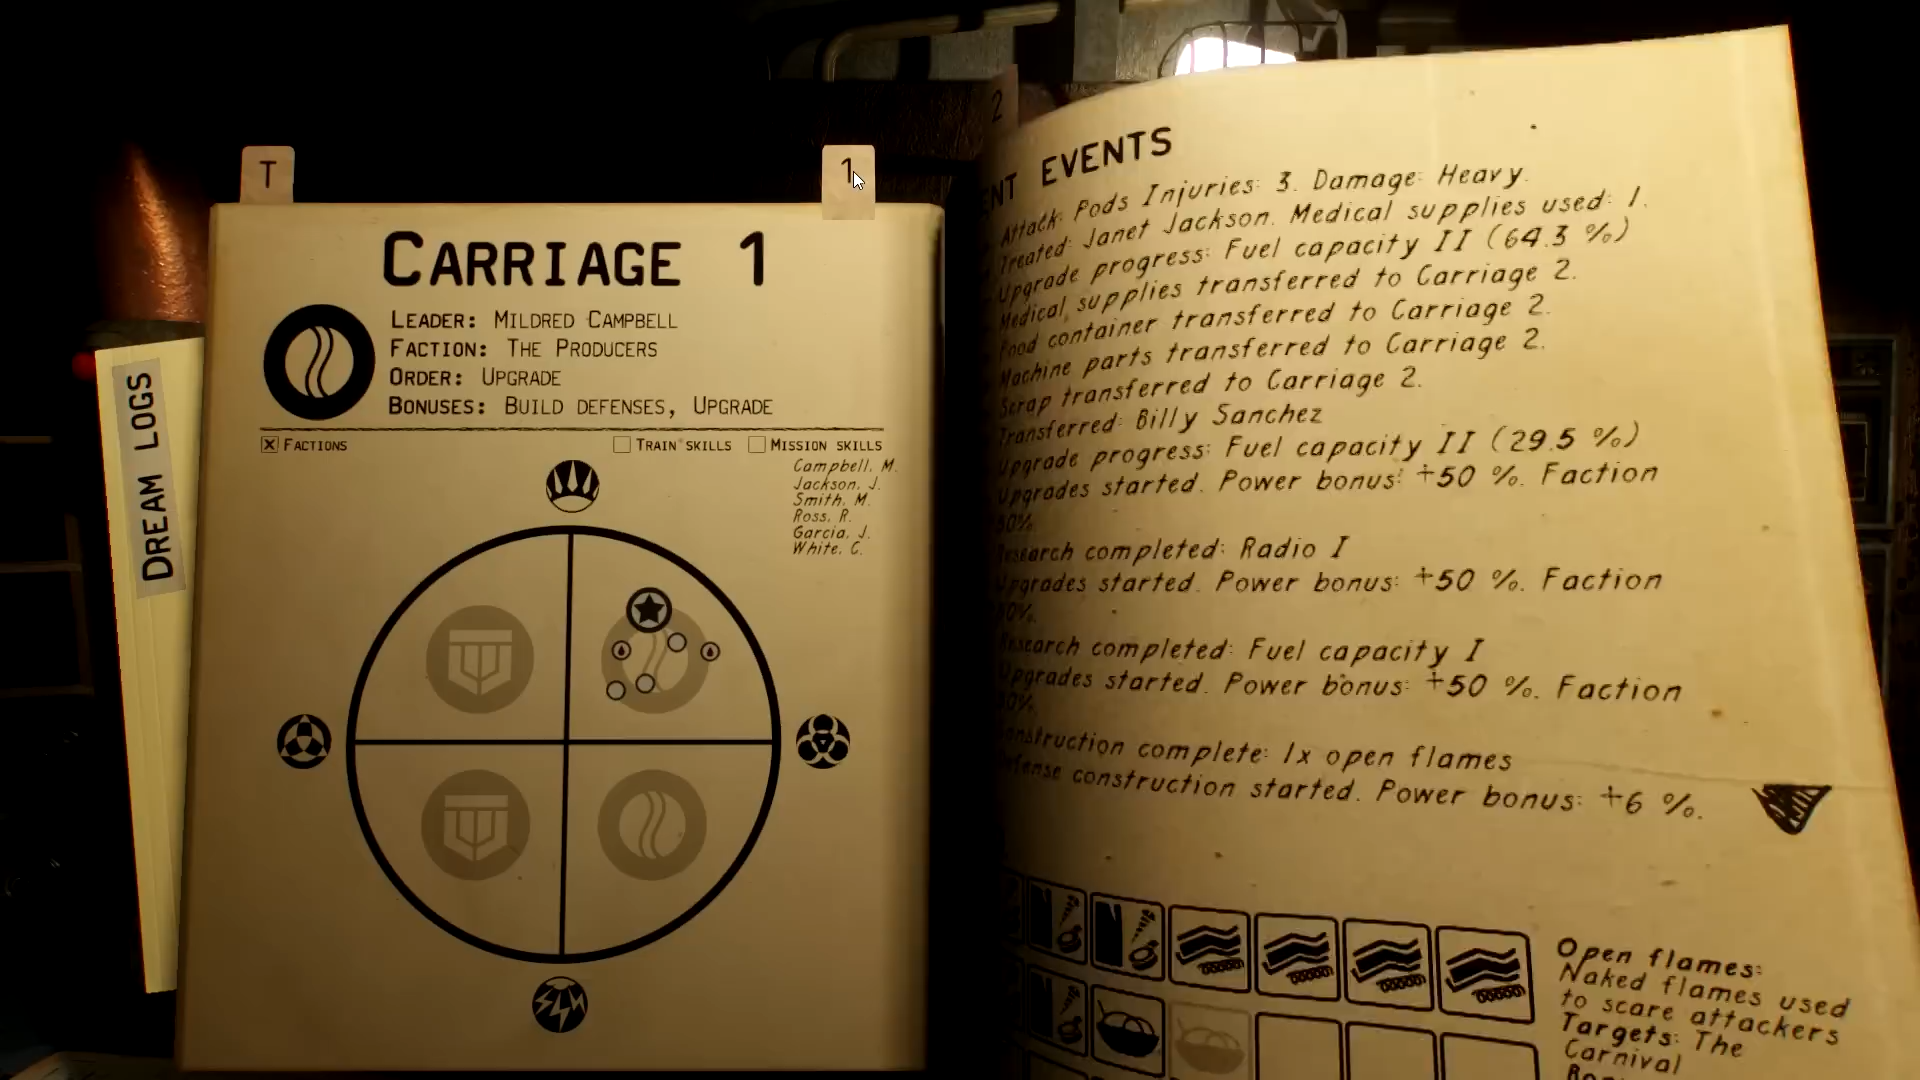 T
1
2
DREAM LOGS
CARRIAGE 1
LEADER: MILDRED CAMPBELL
FACTION: THE PRODUCERS
ORDER: UPGRADE
BONUSES: BUILD DEFENSES, UPGRADE
X FACTIONS
TRAIN SKILLS
MISSION SKILLS
Campbell, M.
Jackson, J.
Smith, M.
Ross, R.
Garcia, J.
White, C.
ENT EVENTS
Attack: Pods Injuries: 3. Damage: Heavy.
Treated: Janet Jackson. Medical supplies used: 1.
Upgrade progress: Fuel capacity II (64.3 %)
Medical supplies transferred to Carriage 2.
Food container transferred to Carriage 2.
Machine parts transferred to Carriage 2.
Scrap transferred to Carriage 2.
Transferred: Billy Sanchez
Upgrade progress: Fuel capacity II (29.5 %)
Upgrades started. Power bonus: +50 %. Faction
50%.
Research completed: Radio I
Upgrades started. Power bonus: +50 %. Faction
50%.
Research completed: Fuel capacity I
Upgrades started. Power bonus: +50 %. Faction
50%.
Construction complete: 1x open flames
Defense construction started. Power bonus: +6 %.
Open flames:
Naked flames used
to scare attackers
Targets: The
Carnival